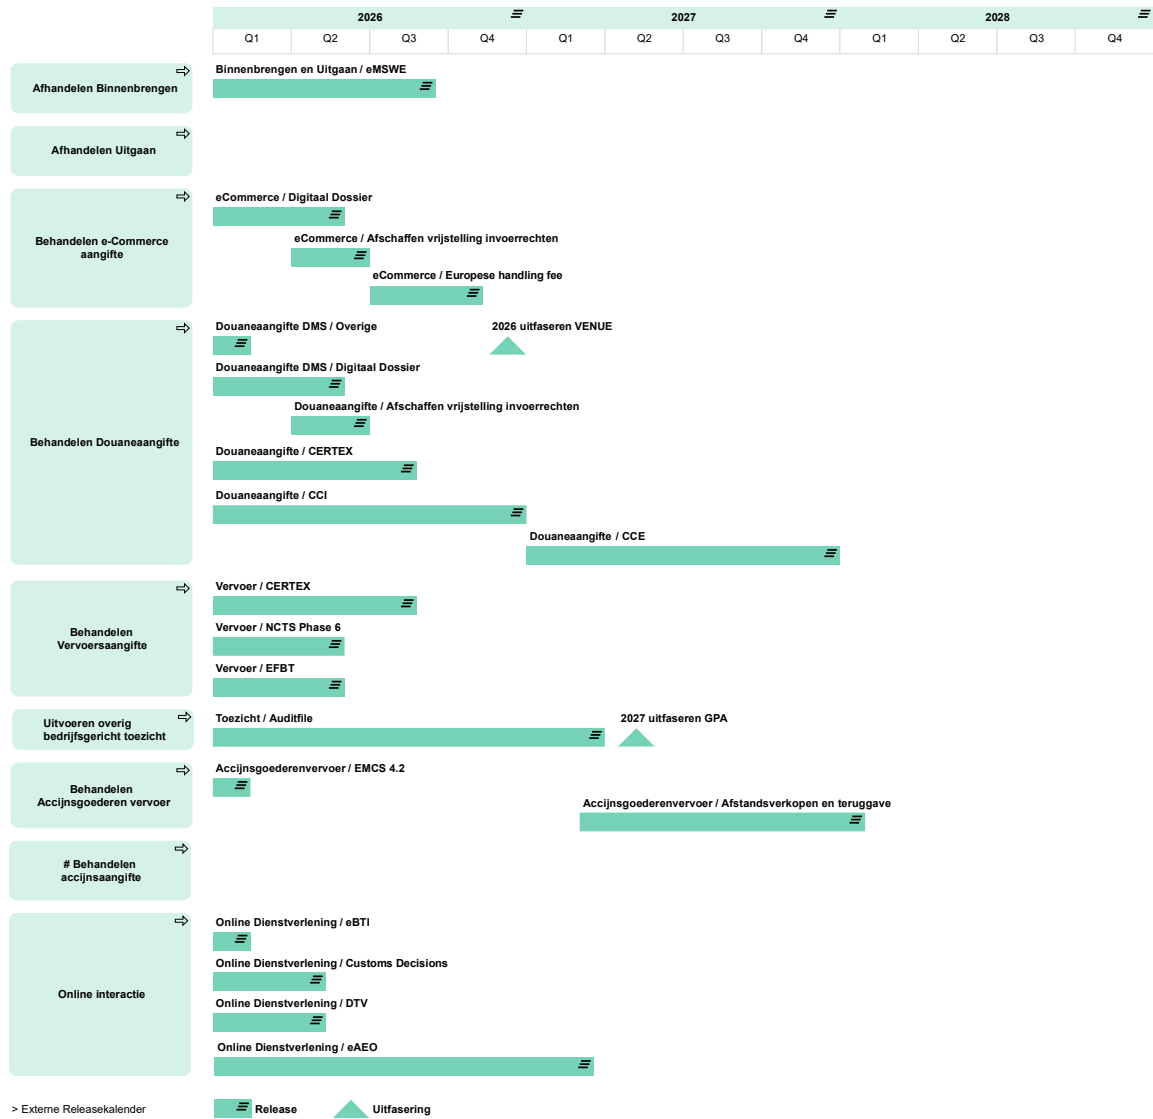 2026
2027
2028
Q1 Q2 Q3 Q4 Q1 Q2 Q3 Q4 Q1 Q2 Q3 Q4
Afhandelen Binnenbrengen
Binnenbrengen en Uitgaan / eMSWE
Afhandelen Uitgaan
Behandelen e-Commerce
aangifte
eCommerce / Digitaal Dossier
eCommerce / Afschaffen vrijstelling invoerrechten
eCommerce / Europese handling fee
Behandelen Douaneaangifte
Douaneaangifte DMS / Overige
2026 uitfaseren VENUE
Douaneaangifte DMS / Digitaal Dossier
Douaneaangifte / Afschaffen vrijstelling invoerrechten
Douaneaangifte / CERTEX
Douaneaangifte / CCI
Douaneaangifte / CCE
Behandelen
Vervoersaangifte
Vervoer / CERTEX
Vervoer / NCTS Phase 6
Vervoer / EFBT
Uitvoeren overig
bedrijfsgericht toezicht
Toezicht / Auditfile
2027 uitfaseren GPA
Behandelen
Accijnsgoederen vervoer
Accijnsgoederenvervoer / EMCS 4.2
Accijnsgoederenvervoer / Afstandsverkopen en teruggave
# Behandelen
accijnsaangifte
Online interactie
Online Dienstverlening / eBTI
Online Dienstverlening / Customs Decisions
Online Dienstverlening / DTV
Online Dienstverlening / eAEO
> Externe Releasekalender
Release
Uitfasering